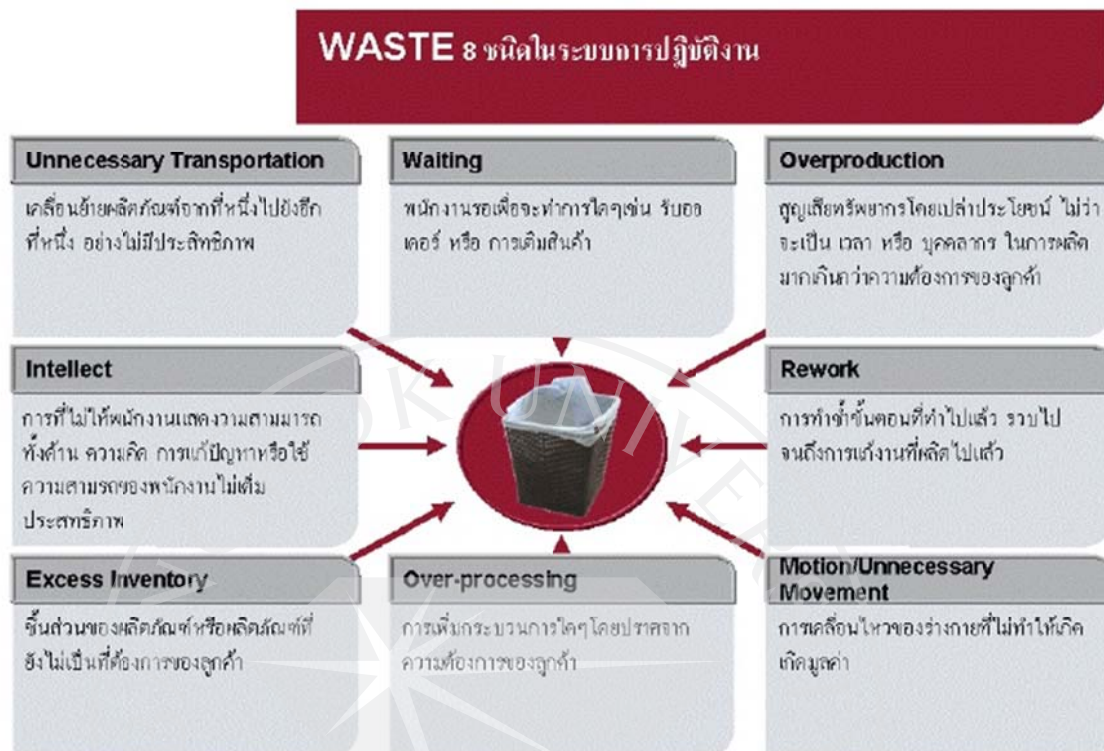 WASTE 8 ชนิดในระบบการปฏิบัติงาน
Unnecessary Transportation
เคลื่อนย้ายผลิตภัณฑ์จากที่หนึ่งไปยังอีก
ที่หนึ่ง อย่างไม่มีประสิทธิภาพ
Waiting
พนักงานรอเพื่อจะทำการใดๆเช่น รับออ
เดอร์ หรือ การเติมสินค้า
Overproduction
สูญเสียทรัพยากรโดยเปล่าประโยชน์ ไม่ว่า
จะเป็น เวลา หรือ บุคคลากร ในการผลิต
มากเกินกว่าความต้องการของลูกค้า
Intellect
การที่ไม่ให้พนักงานแสดงวามสามมารถ
ทั้งด้าน ความคิด การแก้ปัญหาหรือใช้
ความสามรถของพนักงานไม่เต็ม
ประสทธิภาพ
Rework
การทำซ้ำขั้นตอนที่ทำไปแล้ว รวบไป
จนถึงการแก้งานที่ผลิตไปแล้ว
Excess Inventory
ชิ้นส่วนของผลิตภัณฑ์หรือผลิตภัณฑ์ที่
ยังไม่เป็นที่ต้องการของลูกค้า
Over-processing
การเพิ่มกระบวนการใดๆโดยปราศจาก
ความต้องการของลูกค้า
Motion/Unnecessary
Movement
การเคลื่อนไหวของร่างกายที่ไม่ทำให้เกิด
เกิดมูลค่า